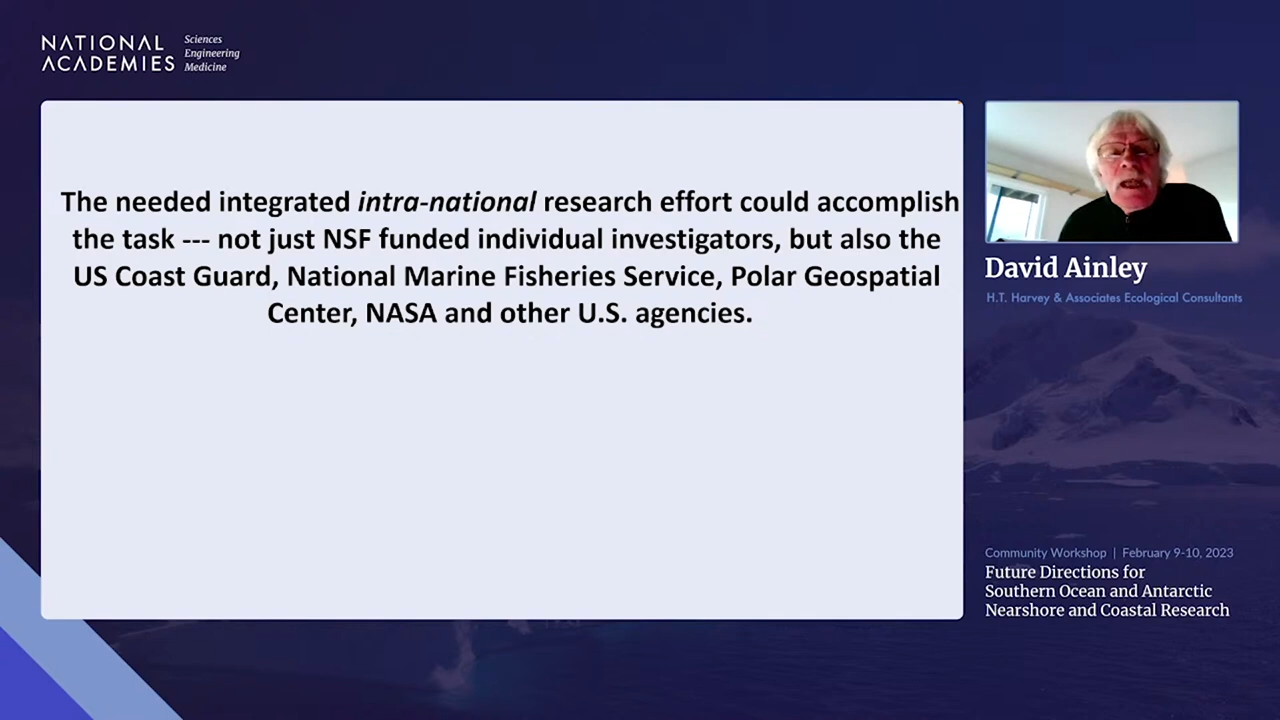 NATIONAL ACADEMIES
Sciences
Engineering
Medicine
The needed integrated intra-national research effort could accomplish
the task --- not just NSF funded individual investigators, but also the
US Coast Guard, National Marine Fisheries Service, Polar Geospatial
Center, NASA and other U.S. agencies.
David Ainley
H.T. Harvey & Associates Ecological Consultants
Community Workshop | February 9-10, 2023
Future Directions for
Southern Ocean and Antarctic
Nearshore and Coastal Research